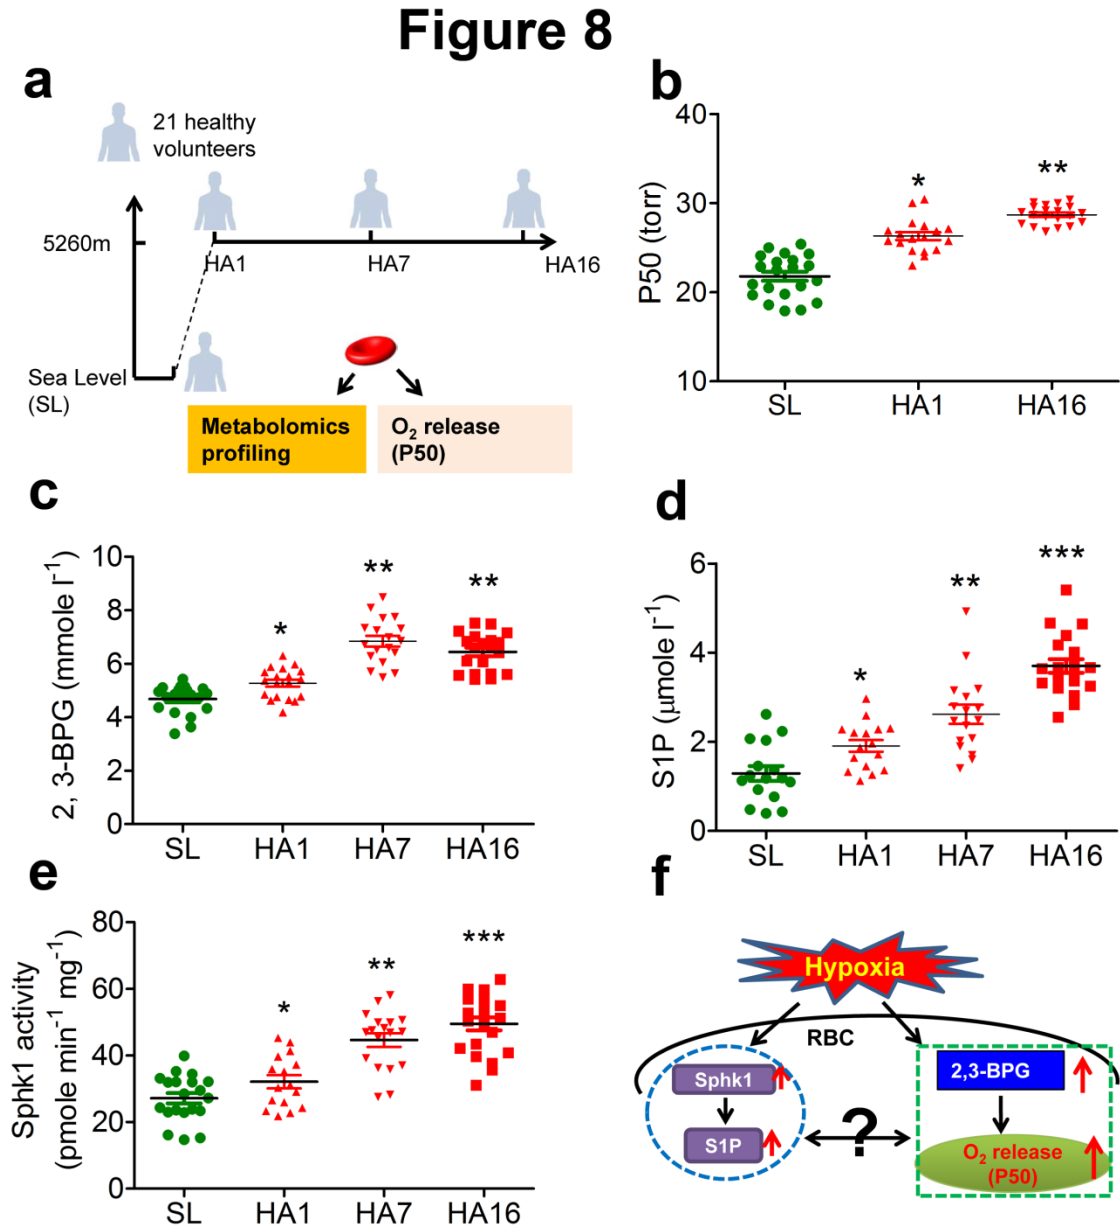 Figure 8
a
21 healthy
volunteers
5260m
HA1
HA7
HA16
Sea Level
(SL)
Metabolomics
profiling
O₂ release
(P50)
b
P50 (torr)
40
30
20
10
*
**
SL
HA1
HA16
c
2, 3-BPG (mmole l⁻¹)
10
8
6
4
2
0
*
**
**
SL
HA1
HA7
HA16
d
S1P (μmole l⁻¹)
6
4
2
0
*
**
***
SL
HA1
HA7
HA16
e
Sphk1 activity
(pmole min⁻¹ mg⁻¹)
80
60
40
20
0
*
**
***
SL
HA1
HA7
HA16
f
Hypoxia
RBC
Sphk1
S1P
?
2,3-BPG
O₂ release
(P50)